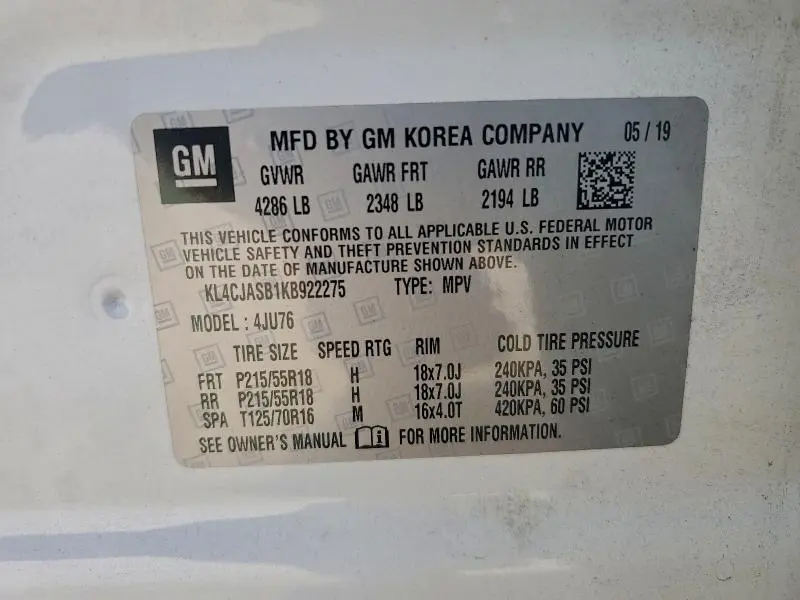 GM MFD BY GM KOREA COMPANY 05 / 19
GVWR GAWR FRT GAWR RR
4286 LB 2348 LB 2194 LB
THIS VEHICLE CONFORMS TO ALL APPLICABLE U.S. FEDERAL MOTOR
VEHICLE SAFETY AND THEFT PREVENTION STANDARDS IN EFFECT
ON THE DATE OF MANUFACTURE SHOWN ABOVE.
KL4CJASB1KB922275 TYPE: MPV
MODEL : 4JU76
TIRE SIZE SPEED RTG RIM COLD TIRE PRESSURE
FRT P215/55R18 H 18x7.0J 240KPA, 35 PSI
RR P215/55R18 H 18x7.0J 240KPA, 35 PSI
SPA T125/70R16 M 16x4.0T 420KPA, 60 PSI
SEE OWNER'S MANUAL FOR MORE INFORMATION.